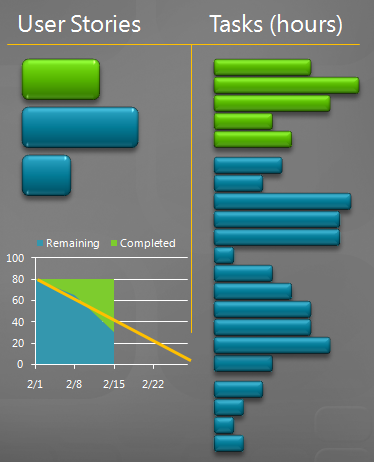 User Stories
Tasks (hours)
Remaining
Completed
100
80
60
40
20
0
2/1
2/8
2/15
2/22